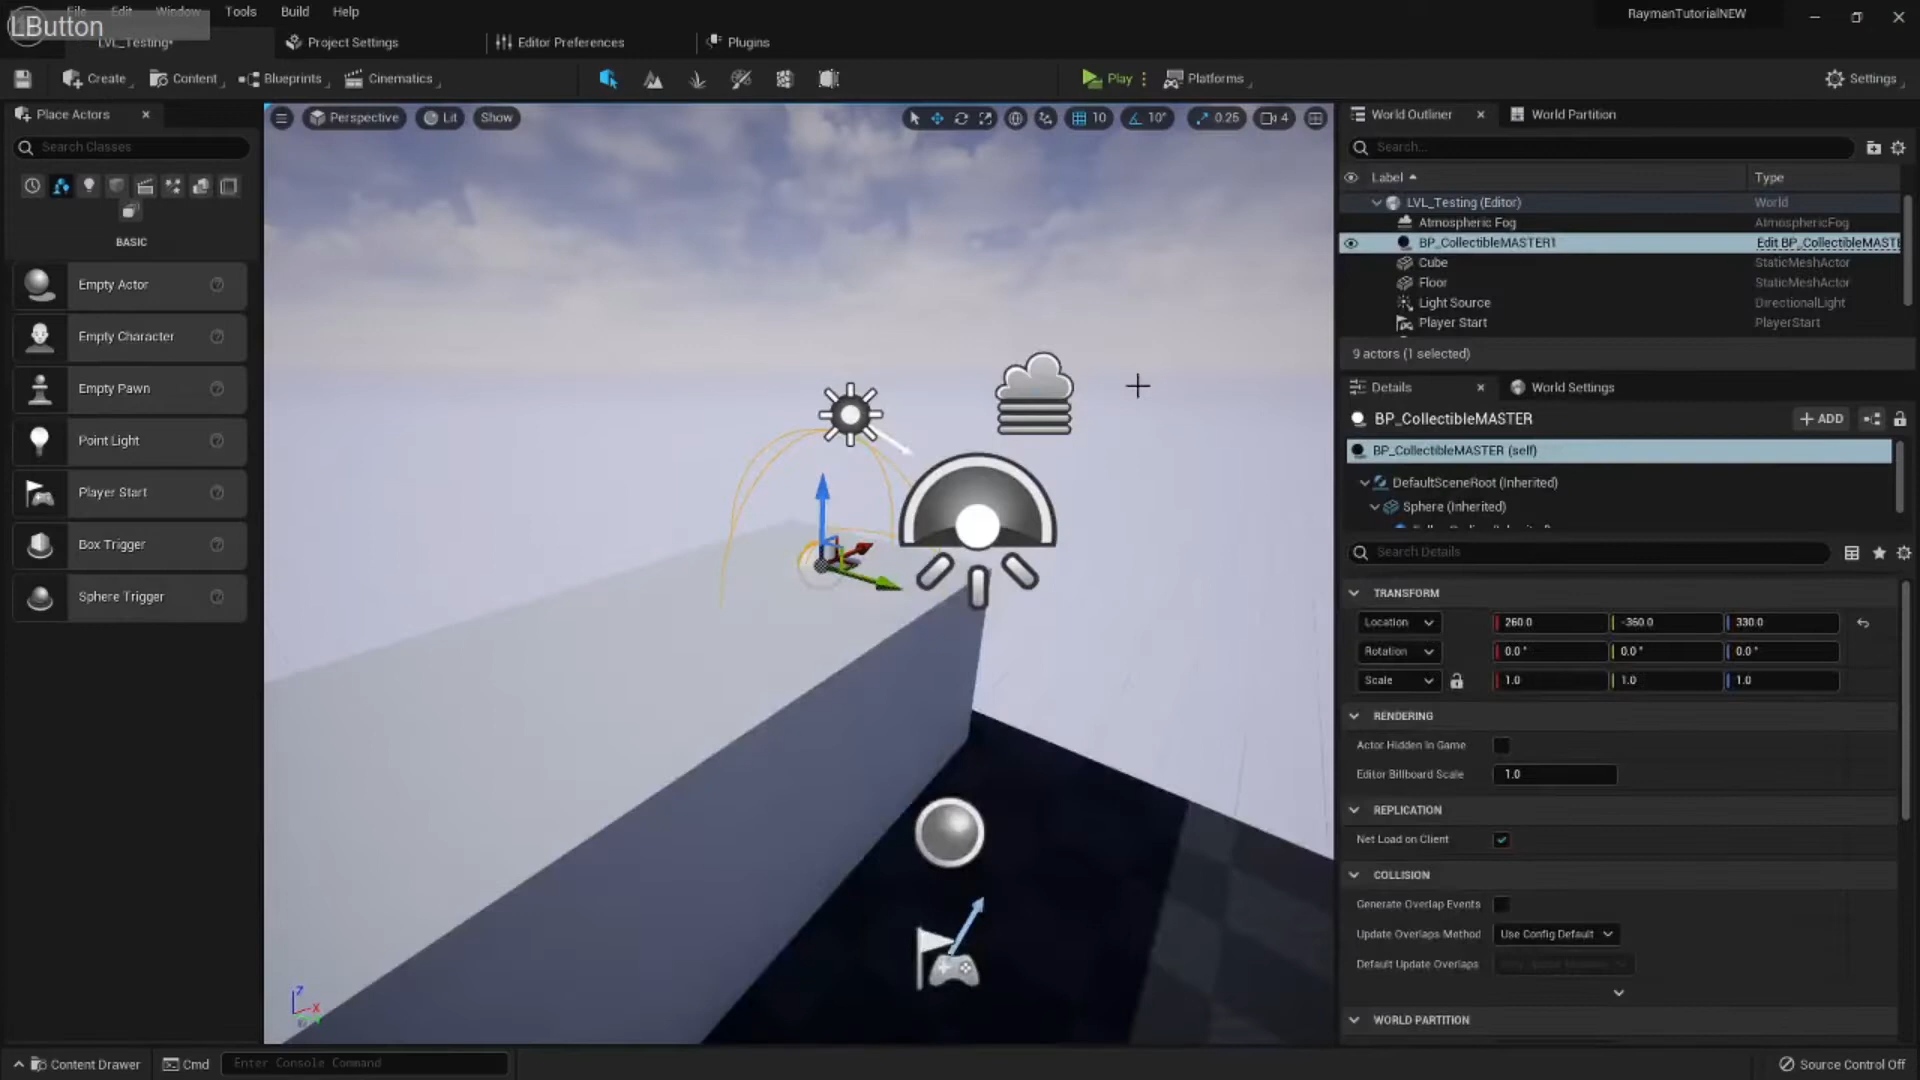 File Edit Window Tools Build Help
LButton
RaymanTutorialNEW
LVL_Testing*
Project Settings
Editor Preferences
Plugins
Create
Content
Blueprints
Cinematics
Play
Platforms
Settings
Place Actors
Search Classes
BASIC
Empty Actor
Empty Character
Empty Pawn
Point Light
Player Start
Box Trigger
Sphere Trigger
Perspective
Lit
Show
10
10°
0.25
4
Z
X
World Outliner
World Partition
Search...
Label
Type
LVL_Testing (Editor) World
Atmospheric Fog AtmosphericFog
BP_CollectibleMASTER1 Edit BP_CollectibleMASTE
Cube StaticMeshActor
Floor StaticMeshActor
Light Source DirectionalLight
Player Start PlayerStart
9 actors (1 selected)
Details
World Settings
BP_CollectibleMASTER
+ ADD
BP_CollectibleMASTER (self)
DefaultSceneRoot (Inherited)
Sphere (Inherited)
Search Details
TRANSFORM
Location 260.0 -360.0 330.0
Rotation 0.0° 0.0° 0.0°
Scale 1.0 1.0 1.0
RENDERING
Actor Hidden In Game
Editor Billboard Scale 1.0
REPLICATION
Net Load on Client
COLLISION
Generate Overlap Events
Update Overlaps Method Use Config Default
Default Update Overlaps
WORLD PARTITION
Content Drawer
Cmd
Enter Console Command
Source Control Off